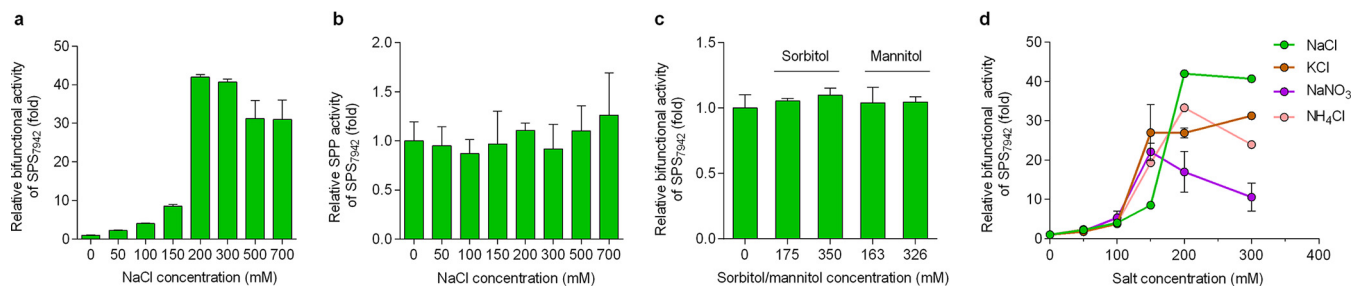 a
Relative bifunctional activity
of SPS7942 (fold)
50
40
30
20
10
0
0 50 100 150 200 300 500 700
NaCl concentration (mM)
b
Relative SPP activity
of SPS7942 (fold)
2.0
1.5
1.0
0.5
0.0
0 50 100 150 200 300 500 700
NaCl concentration (mM)
c
Relative bifunctional activity
of SPS7942 (fold)
1.5
1.0
0.5
0.0
Sorbitol Mannitol
0 175 350 163 326
Sorbitol/mannitol concentration (mM)
d
Relative bifunctional activity
of SPS7942 (fold)
50
40
30
20
10
0
0 100 200 300 400
Salt concentration (mM)
NaCl
KCl
NaNO3
NH4Cl